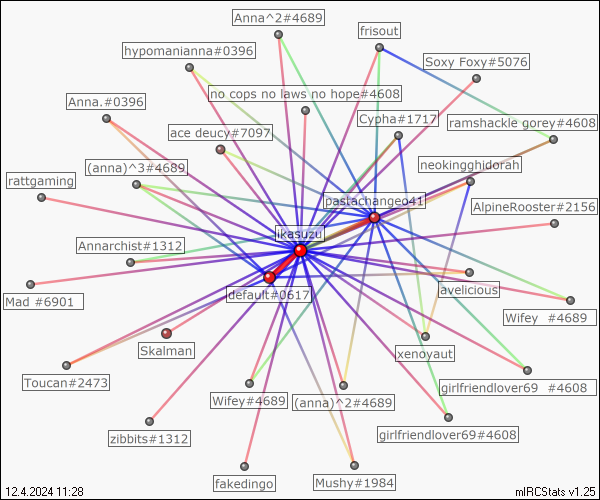 Anna^2#4689
frisout
hypomanianna#0396
Soxy Foxy#5076
no cops no laws no hope#4608
Anna.#0396
Cypha#1717
ramshackle gorey#4608
ace deucy#7097
(anna)^3#4689
neokingghidorah
rattgaming
pastachangeo41
AlpineRooster#2156
ikasuzu
Annarchist#1312
javelicious
default#0617
Mad #6901
Wifey #4689
Skalman
xenoyaut
Toucan#2473
girlfriendlover69 #4608
Wifey#4689
(anna)^2#4689
zibbits#1312
girlfriendlover69#4608
fakedingo
Mushy#1984
12.4.2024 11:28
mIRCStats v1.25